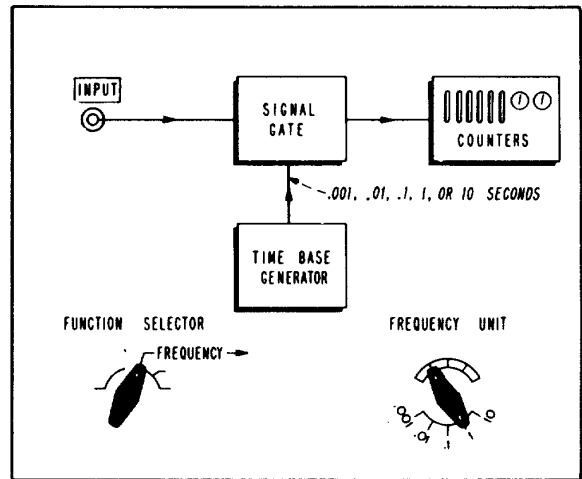 INPUT
SIGNAL
GATE
COUNTERS
.001, .01, .1, 1, OR 10 SECONDS
TIME BASE
GENERATOR
FUNCTION SELECTOR
FREQUENCY
FREQUENCY UNIT
.001
.01
.1
1
10